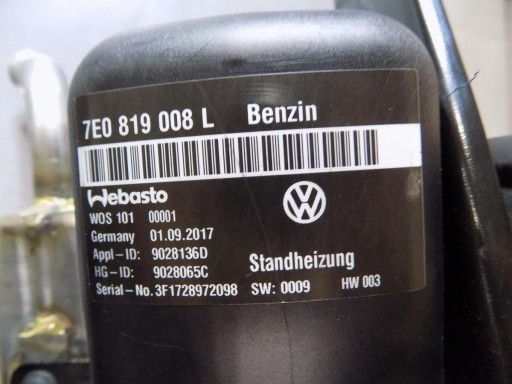 7E0 819 008 L Benzin
Webasto
WOS 101 00001
Germany 01.09.2017
Appl-ID: 9028136D
HG-ID: 9028065C
Standheizung
Serial-No. 3F1728972098 SW: 0009 HW 003